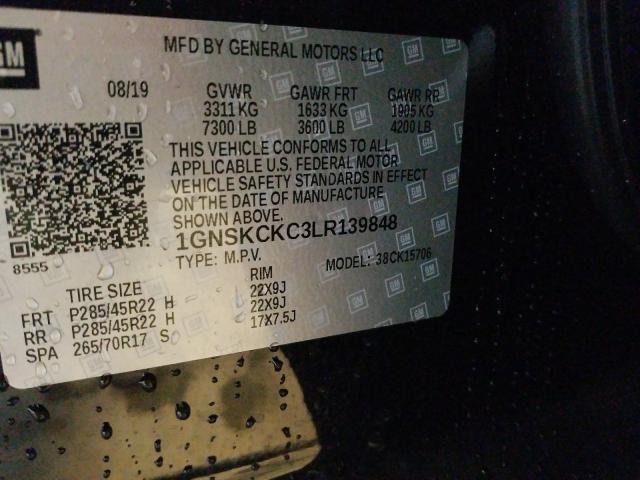 GM
MFD BY GENERAL MOTORS LLC
08/19 GVWR GAWR FRT GAWR RR
3311 KG 1633 KG 1905 KG
7300 LB 3600 LB 4200 LB
THIS VEHICLE CONFORMS TO ALL
APPLICABLE U.S. FEDERAL MOTOR
VEHICLE SAFETY STANDARDS IN EFFECT
ON THE DATE OF MANUFACTURE
SHOWN ABOVE.
1GNSKCKC3LR139848
8555 TYPE: M.P.V. MODEL: 38CK15706
TIRE SIZE RIM
FRT P285/45R22 H 22X9J
RR P285/45R22 H 22X9J
SPA 265/70R17 S 17X7.5J